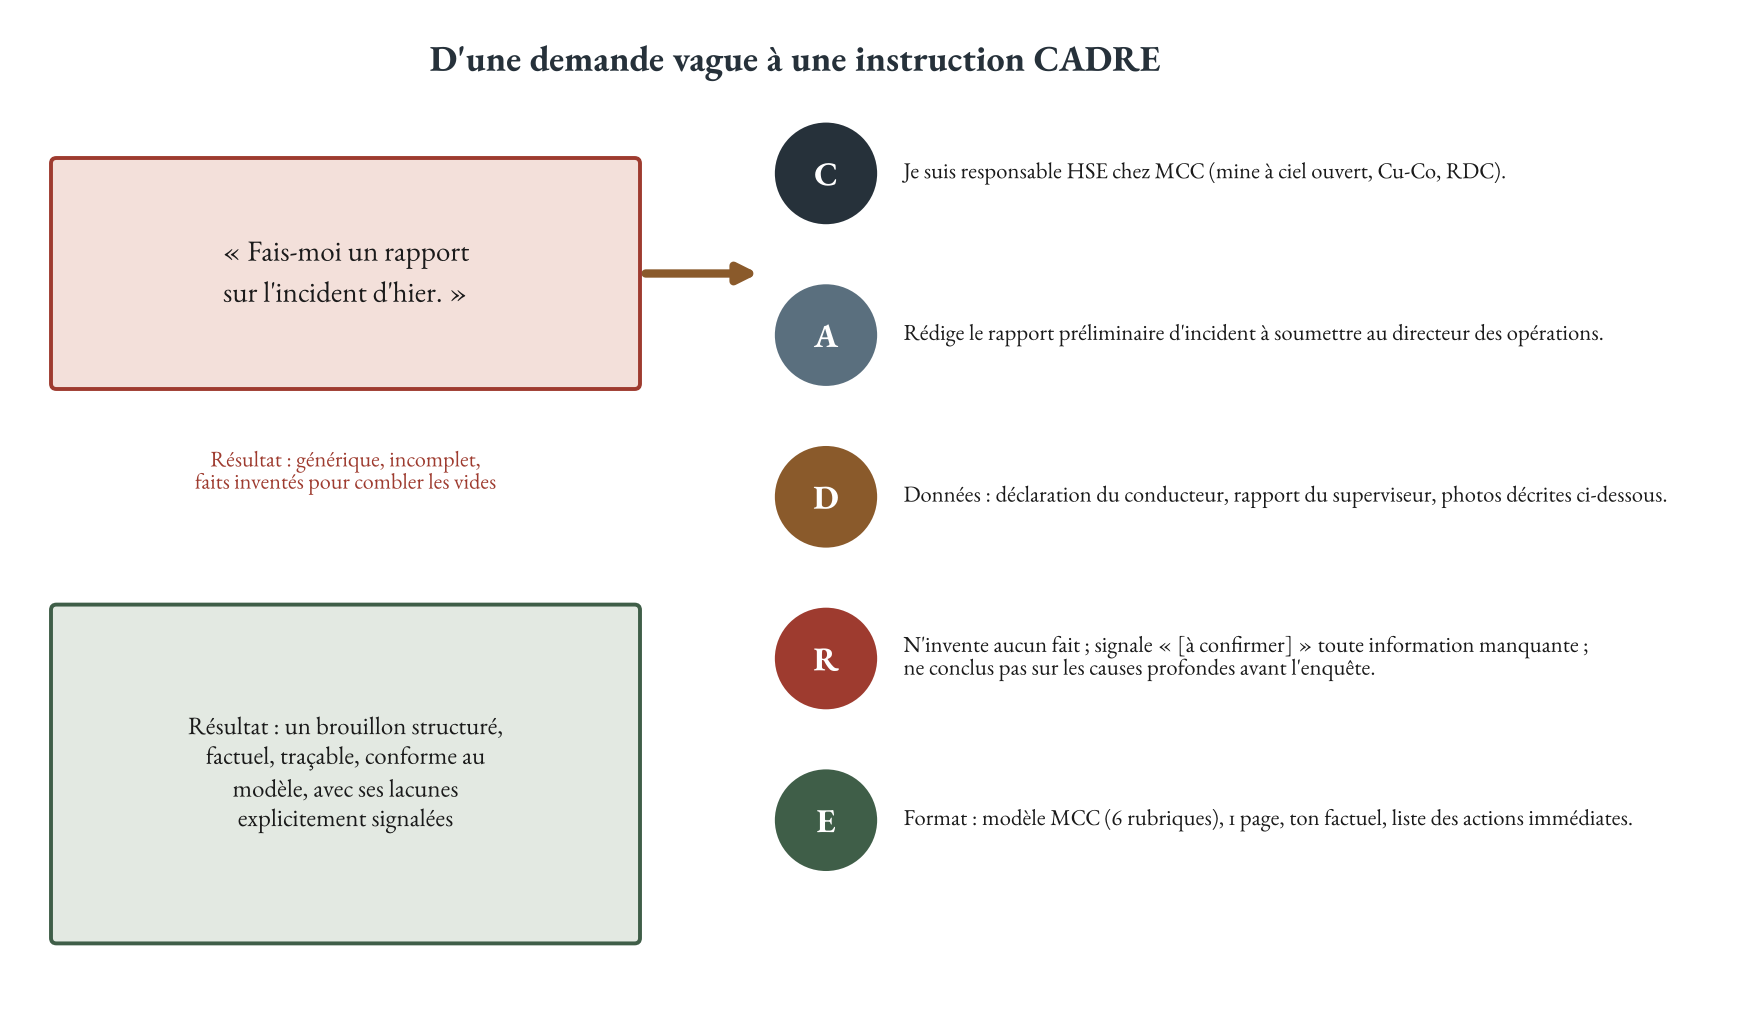 D'une demande vague à une instruction CADRE
« Fais-moi un rapport
sur l'incident d'hier. »
Résultat : générique, incomplet,
faits inventés pour combler les vides
Résultat : un brouillon structuré,
factuel, traçable, conforme au
modèle, avec ses lacunes
explicitement signalées
C
Je suis responsable HSE chez MCC (mine à ciel ouvert, Cu-Co, RDC).
A
Rédige le rapport préliminaire d'incident à soumettre au directeur des opérations.
D
Données : déclaration du conducteur, rapport du superviseur, photos décrites ci-dessous.
R
N'invente aucun fait ; signale « [à confirmer] » toute information manquante ;
ne conclus pas sur les causes profondes avant l'enquête.
E
Format : modèle MCC (6 rubriques), 1 page, ton factuel, liste des actions immédiates.